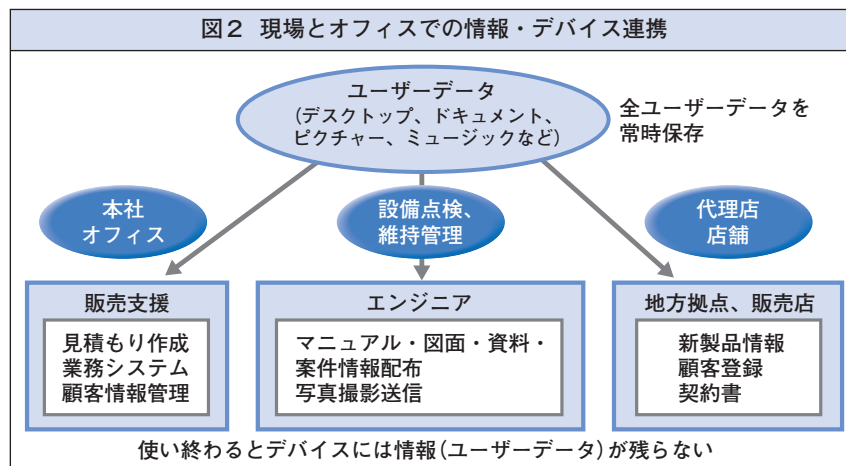 図2 現場とオフィスでの情報・デバイス連携
ユーザーデータ
(デスクトップ、ドキュメント、
ピクチャー、ミュージックなど)
全ユーザーデータを
常時保存
本社
オフィス
設備点検、
維持管理
代理店
店舗
販売支援
見積もり作成
業務システム
顧客情報管理
エンジニア
マニュアル・図面・資料・
案件情報配布
写真撮影送信
地方拠点、販売店
新製品情報
顧客登録
契約書
使い終わるとデバイスには情報(ユーザーデータ)が残らない